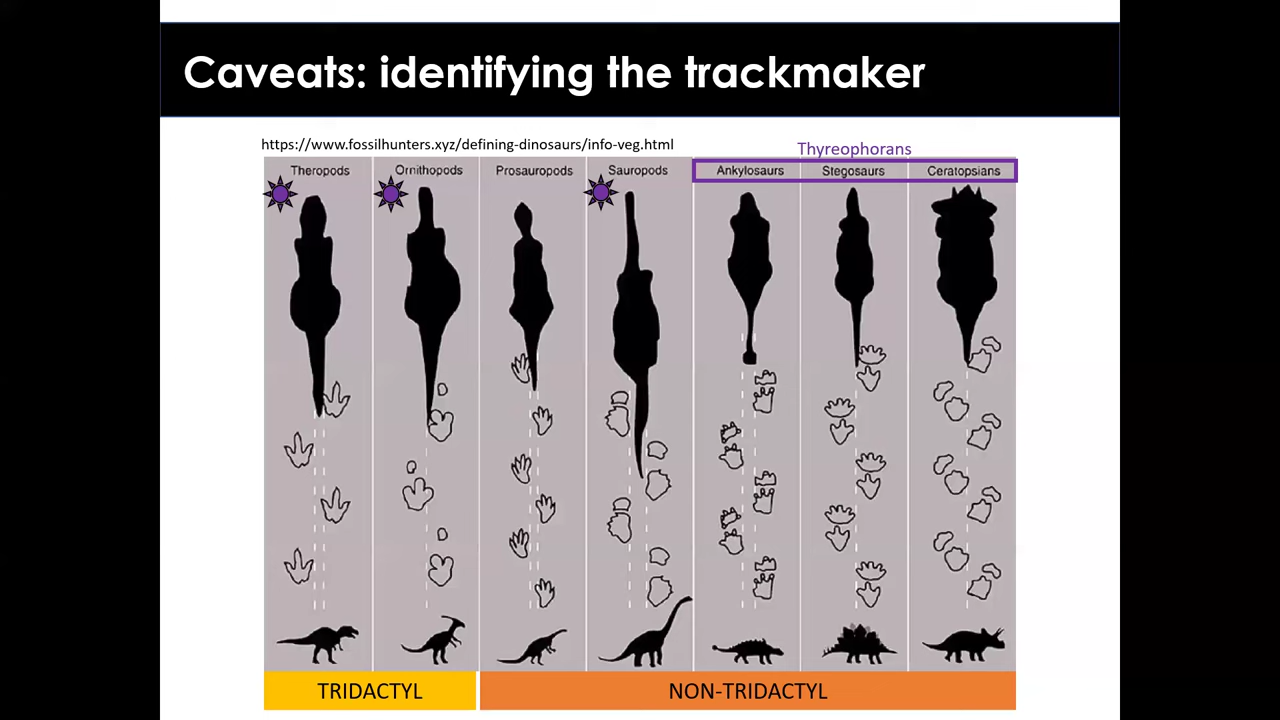 Caveats: identifying the trackmaker
https://www.fossilhunters.xyz/defining-dinosaurs/info-veg.html
Thyreophorans
Theropods Ornithopods Prosauropods Sauropods Ankylosaurs Stegosaurs Ceratopsians
TRIDACTYL NON-TRIDACTYL